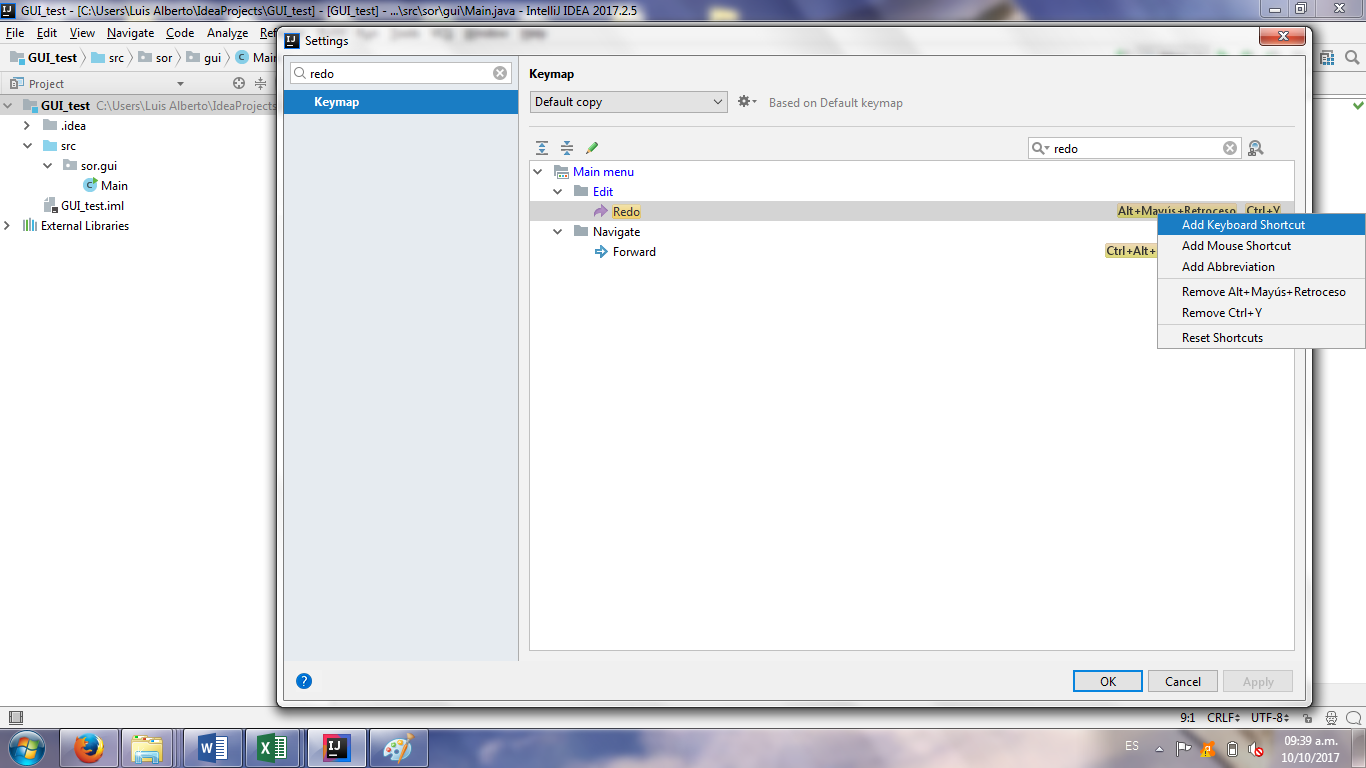 GUI_test - [C:\Users\Luis Alberto\IdeaProjects\GUI_test] - [GUI_test] - ...\src\sor\gui\Main.java - IntelliJ IDEA 2017.2.5
File Edit View Navigate Code Analyze
Settings
GUI_test src sor gui Main
redo
Keymap
Project
Keymap
Default copy
Based on Default keymap
GUI_test C:\Users\Luis Alberto\IdeaProjects
.idea
src
sor.gui
Main
GUI_test.iml
External Libraries
redo
Main menu
Edit
Redo Alt+Mayús+Retroceso Ctrl+Y
Navigate
Forward Ctrl+Alt+
Add Keyboard Shortcut
Add Mouse Shortcut
Add Abbreviation
Remove Alt+Mayús+Retroceso
Remove Ctrl+Y
Reset Shortcuts
?
OK Cancel Apply
9:1 CRLF UTF-8
ES
09:39 a.m.
10/10/2017